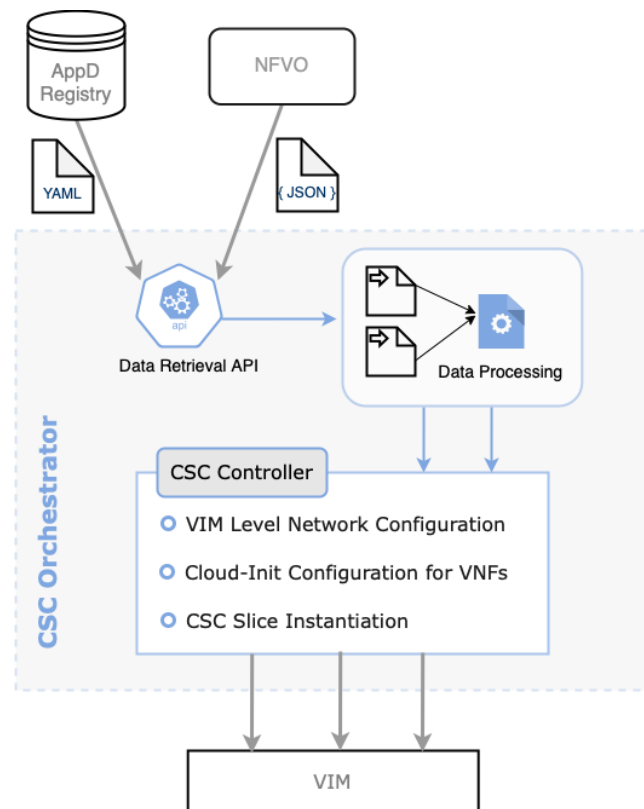 AppD
Registry
NFVO
YAML
{ JSON }
api
Data Retrieval API
Data Processing
CSC Orchestrator
CSC Controller
VIM Level Network Configuration
Cloud-Init Configuration for VNFs
CSC Slice Instantiation
VIM